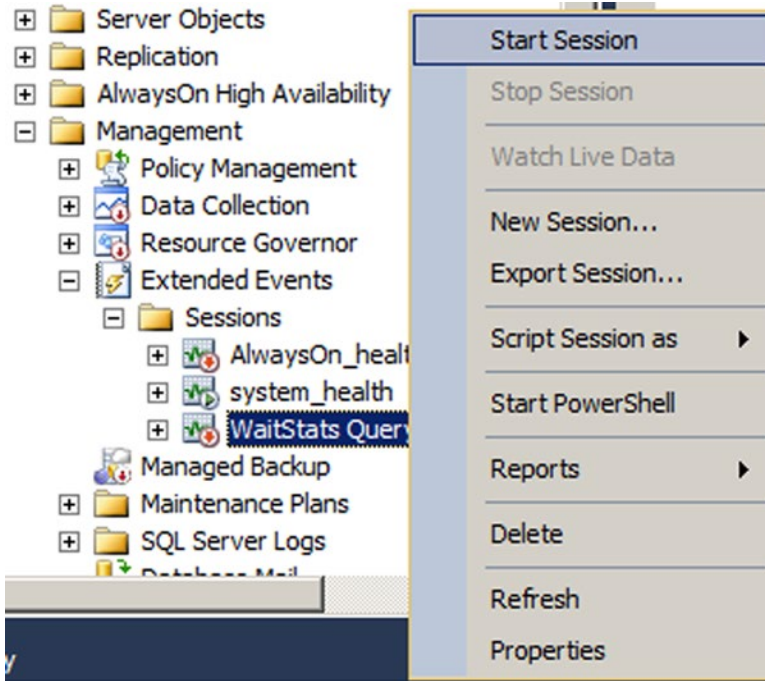 Server Objects
Replication
AlwaysOn High Availability
Management
Policy Management
Data Collection
Resource Governor
Extended Events
Sessions
AlwaysOn_healt
system_health
WaitStats Query
Managed Backup
Maintenance Plans
SQL Server Logs
Database Mail
y
Start Session
Stop Session
Watch Live Data
New Session...
Export Session...
Script Session as
Start PowerShell
Reports
Delete
Refresh
Properties